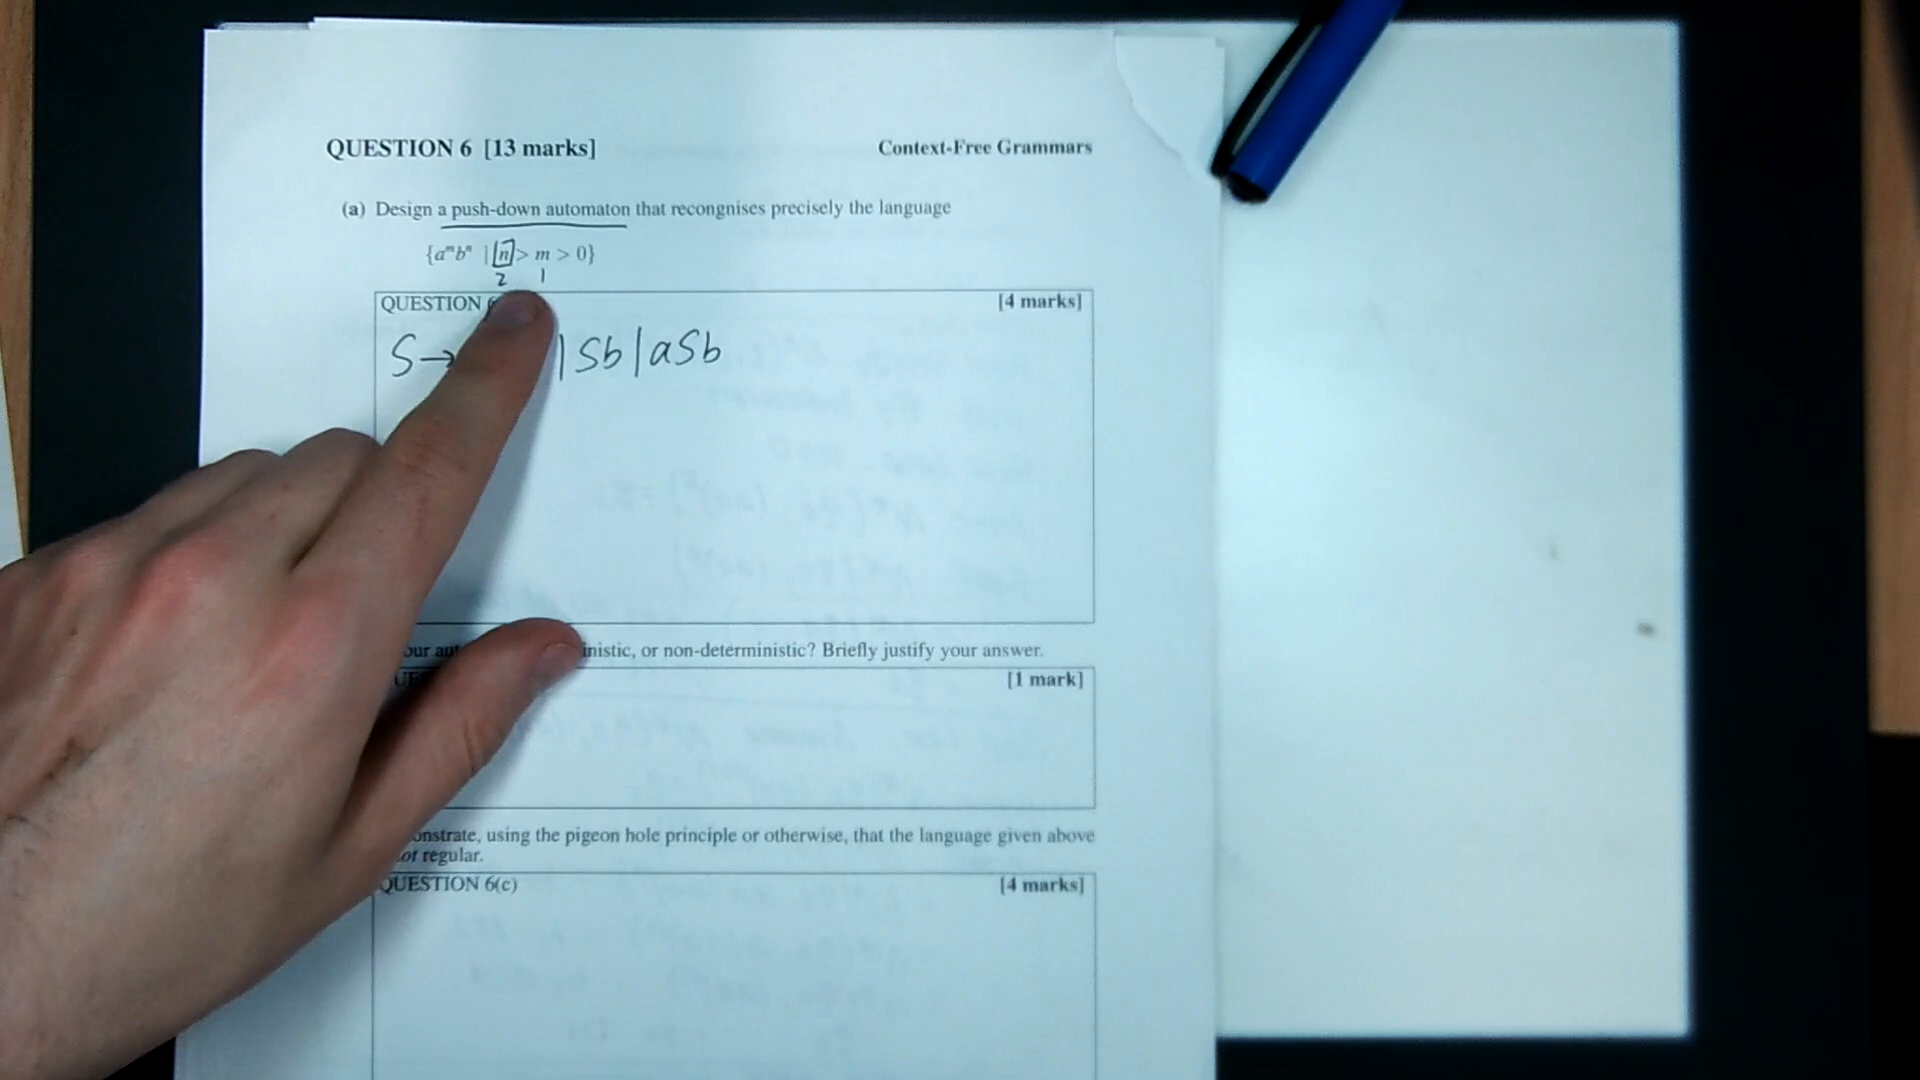 QUESTION 6 [13 marks] Context-Free Grammars
(a) Design a push-down automaton that recongnises precisely the language
{aᵐbⁿ | n > m > 0}
2 1
QUESTION [4 marks]
S → | Sb | aSb
inistic, or non-deterministic? Briefly justify your answer.
[1 mark]
onstrate, using the pigeon hole principle or otherwise, that the language given above
ot regular.
QUESTION 6(c) [4 marks]